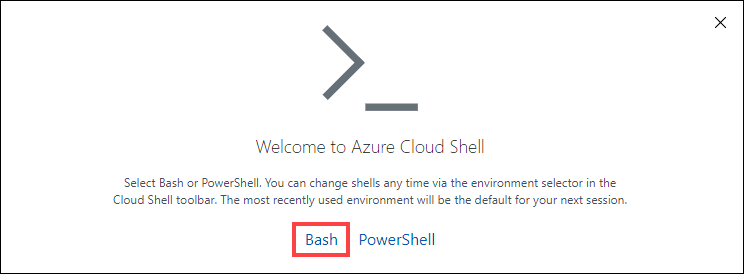 Welcome to Azure Cloud Shell
Select Bash or PowerShell. You can change shells any time via the environment selector in the
Cloud Shell toolbar. The most recently used environment will be the default for your next session.
Bash PowerShell